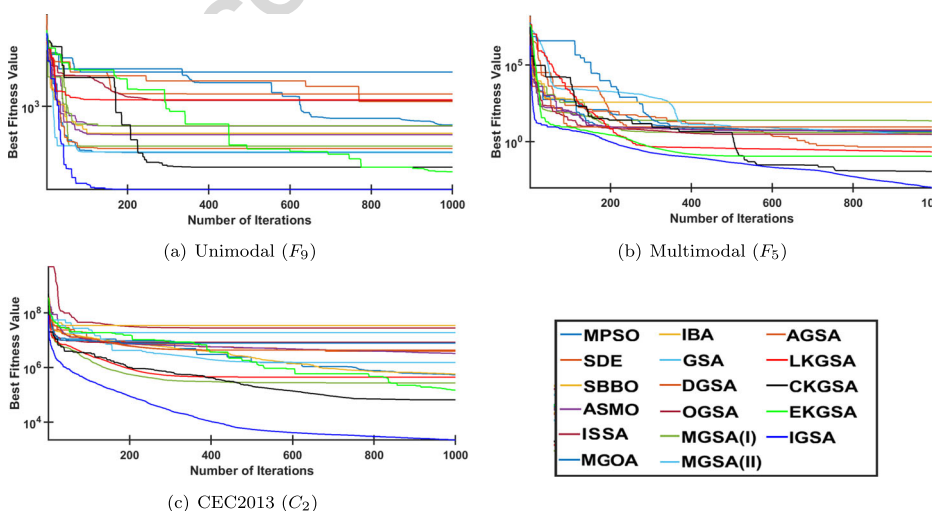 Best Fitness Value
10³
200 400 600 800 1000
Number of Iterations
(a) Unimodal (F₉)
Best Fitness Value
10⁵
10⁰
200 400 600 800 1000
Number of Iterations
(b) Multimodal (F₅)
Best Fitness Value
10⁸
10⁶
10⁴
200 400 600 800 1000
Number of Iterations
(c) CEC2013 (C₂)
MPSO IBA AGSA
SDE GSA LKGSA
SBBO DGSA CKGSA
ASMO OGSA EKGSA
ISSA MGSA(I) IGSA
MGOA MGSA(II)